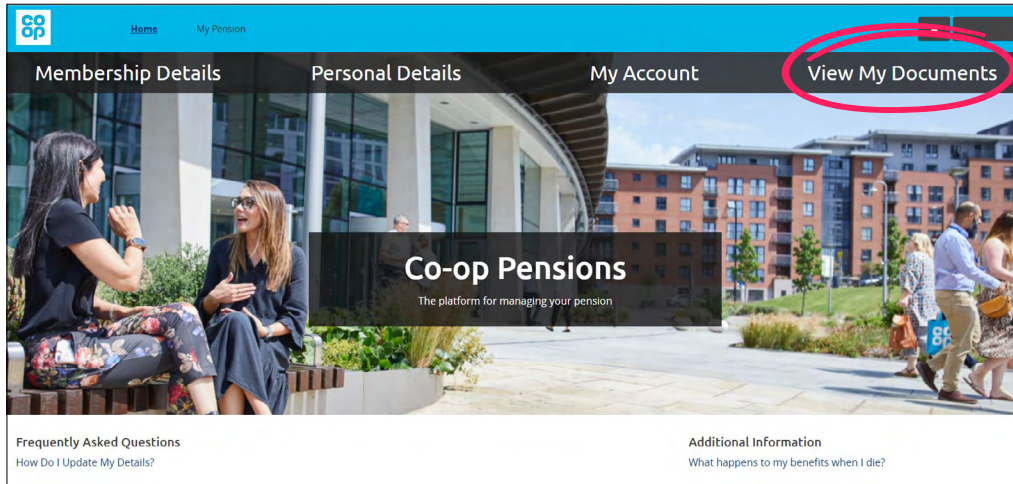 CO
OP
Home My Pension
Membership Details Personal Details My Account View My Documents
Co-op Pensions
The platform for managing your pension
CO
OP
Frequently Asked Questions Additional Information
How Do I Update My Details? What happens to my benefits when I die?